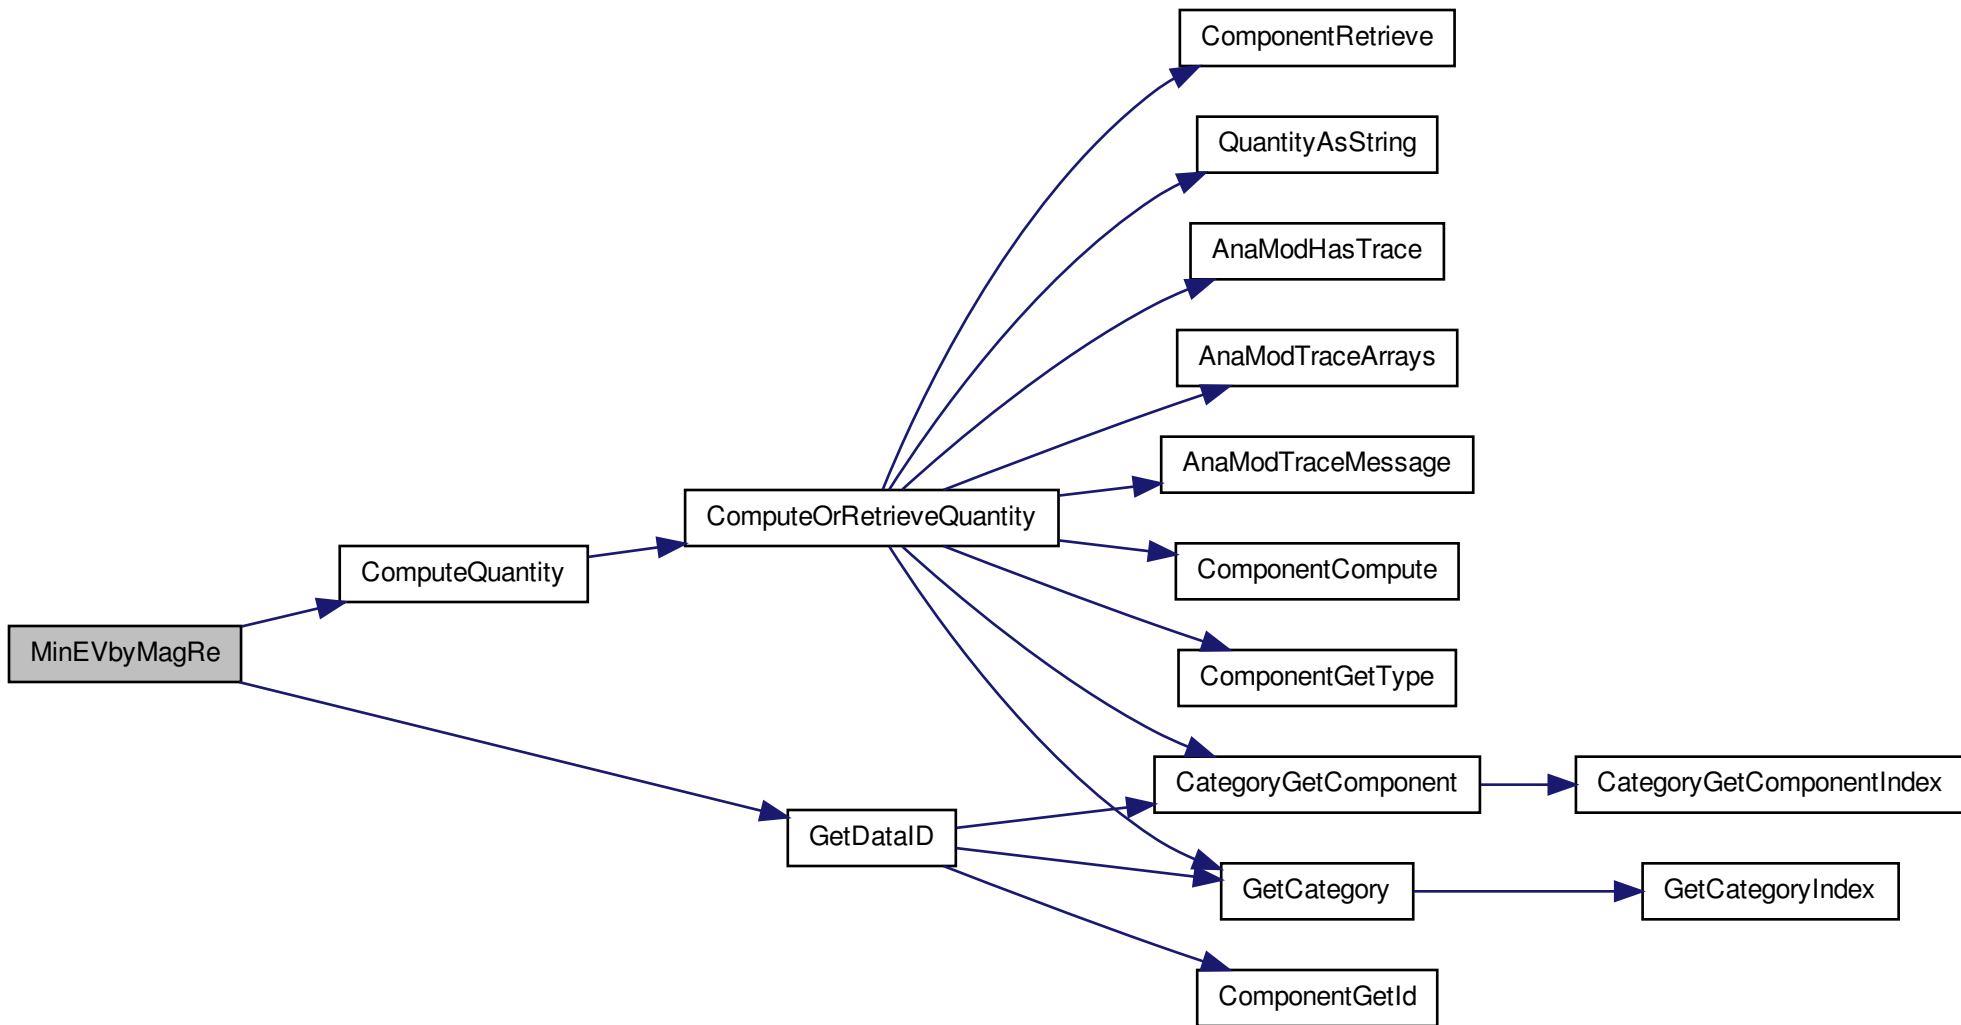 ComponentRetrieve
QuantityAsString
AnaModHasTrace
AnaModTraceArrays
AnaModTraceMessage
ComputeOrRetrieveQuantity
ComputeQuantity
ComponentCompute
MinEVbyMagRe
ComponentGetType
CategoryGetComponent
CategoryGetComponentIndex
GetDataID
GetCategory
GetCategoryIndex
ComponentGetId